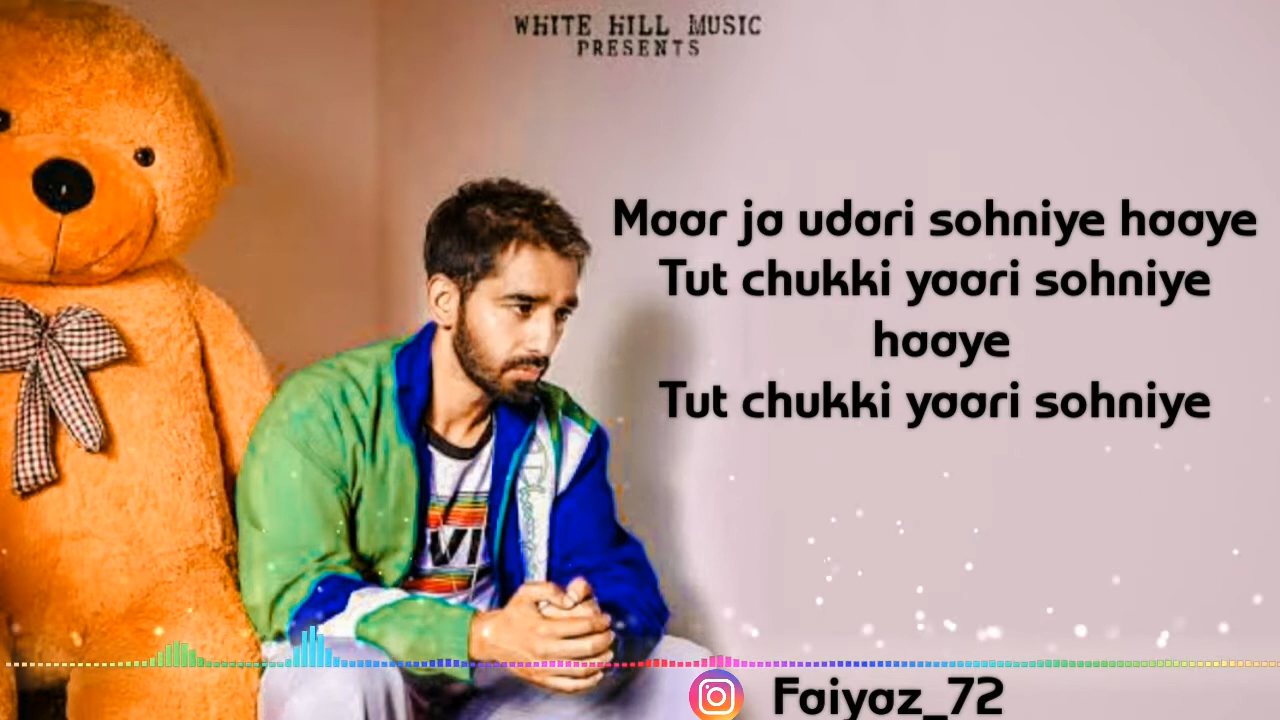 WHITE HILL MUSIC
PRESENTS
Maar ja udari sohniye haaye
Tut chukki yaari sohniye
haaye
Tut chukki yaari sohniye
VI
Faiyaz_72